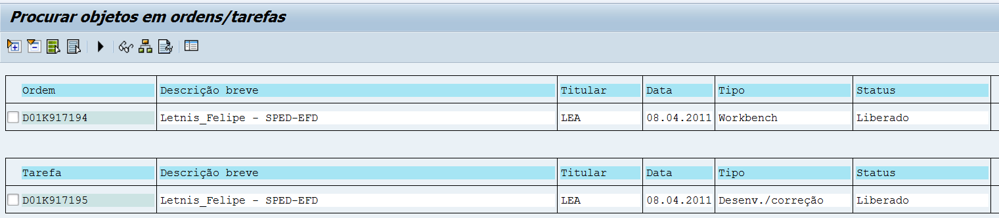 Procurar objetos em ordens/tarefas
Ordem Descrição breve Titular Data Tipo Status
D01K917194 Letnis_Felipe - SPED-EFD LEA 08.04.2011 Workbench Liberado
Tarefa Descrição breve Titular Data Tipo Status
D01K917195 Letnis_Felipe - SPED-EFD LEA 08.04.2011 Desenv./correção Liberado